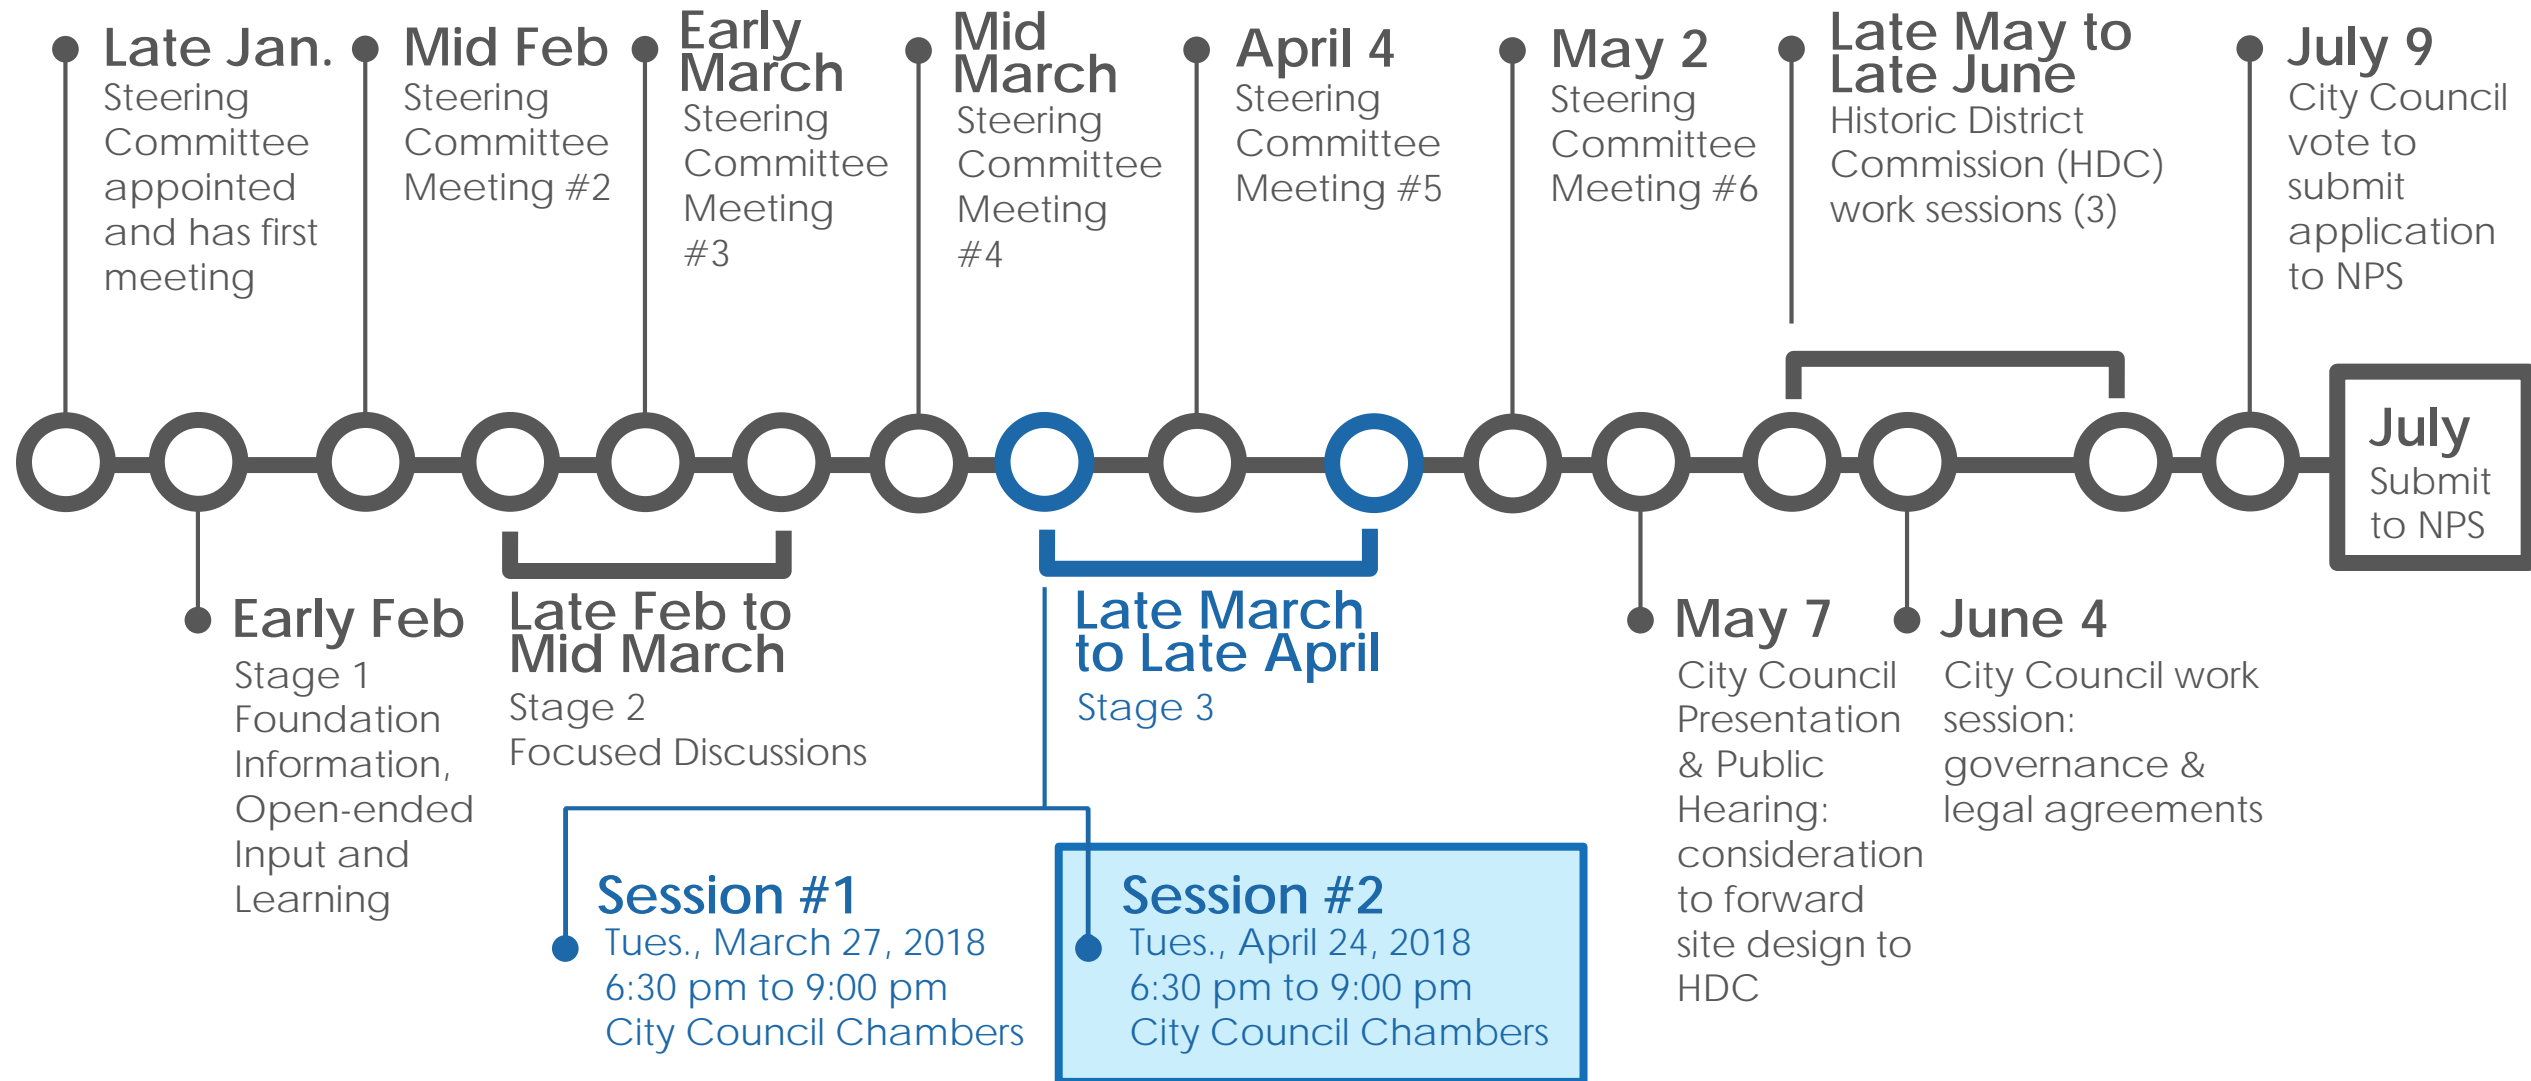 Late Jan.
Steering
Committee
appointed
and has first
meeting
Mid Feb
Steering
Committee
Meeting #2
Early
March
Steering
Committee
Meeting
#3
Mid
March
Steering
Committee
Meeting
#4
April 4
Steering
Committee
Meeting #5
May 2
Steering
Committee
Meeting #6
Late May to
Late June
Historic District
Commission (HDC)
work sessions (3)
July 9
City Council
vote to
submit
application
to NPS
July
Submit
to NPS
Early Feb
Stage 1
Foundation
Information,
Open-ended
Input and
Learning
Late Feb to
Mid March
Stage 2
Focused Discussions
Late March
to Late April
Stage 3
Session #1
Tues., March 27, 2018
6:30 pm to 9:00 pm
City Council Chambers
Session #2
Tues., April 24, 2018
6:30 pm to 9:00 pm
City Council Chambers
May 7
City Council
Presentation
& Public
Hearing:
consideration
to forward
site design to
HDC
June 4
City Council work
session:
governance &
legal agreements